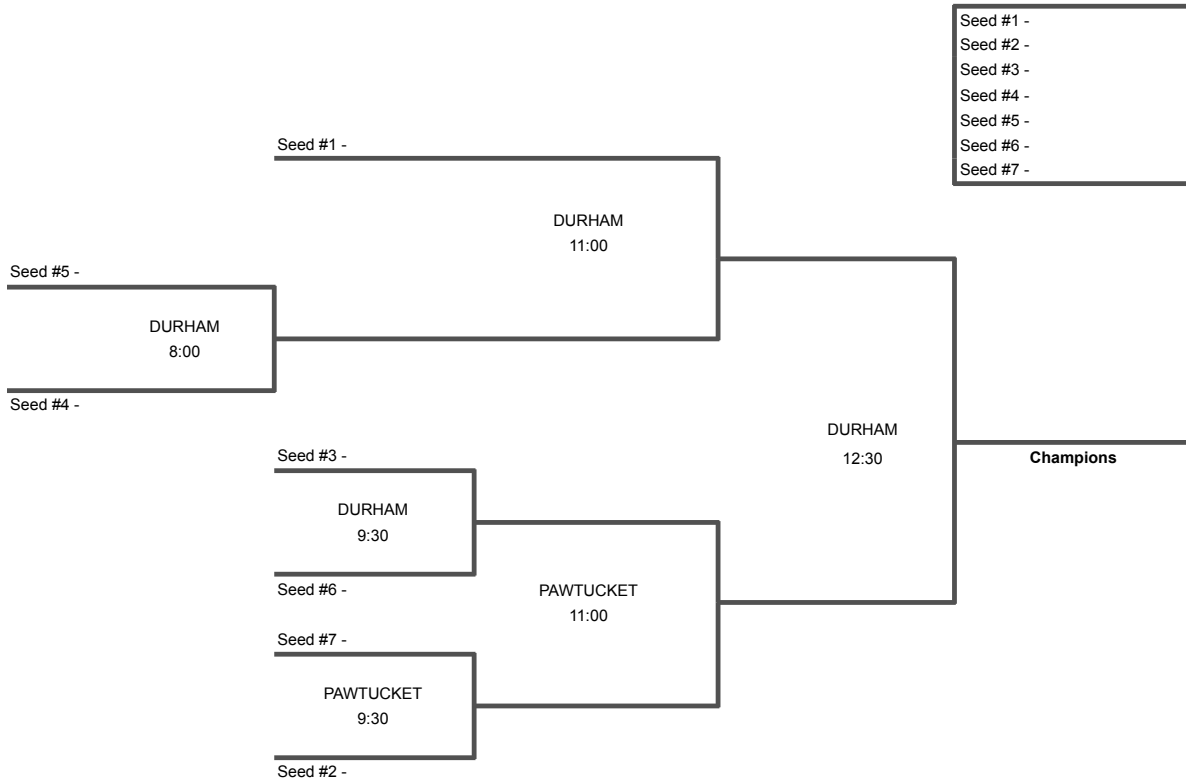 Seed #1 -
Seed #2 -
Seed #3 -
Seed #4 -
Seed #5 -
Seed #6 -
Seed #7 -
Seed #1 -
DURHAM
11:00
Seed #5 -
DURHAM
8:00
Seed #4 -
DURHAM
12:30
Champions
Seed #3 -
DURHAM
9:30
Seed #6 -
PAWTUCKET
11:00
Seed #7 -
PAWTUCKET
9:30
Seed #2 -